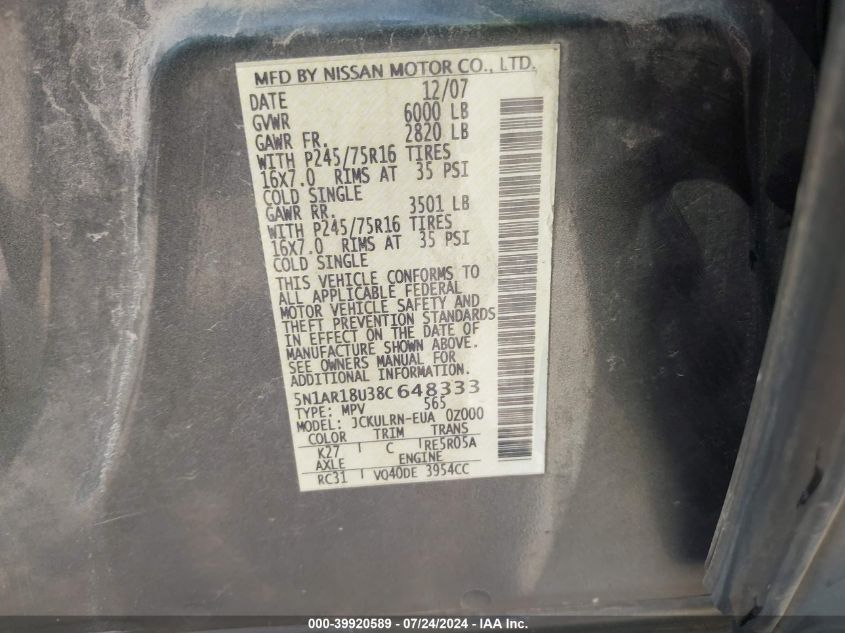 MFD BY NISSAN MOTOR CO., LTD.
DATE 12/07
GVWR 6000 LB
GAWR FR. 2820 LB
WITH P245/75R16 TIRES
16X7.0 RIMS AT 35 PSI
COLD SINGLE
GAWR RR. 3501 LB
WITH P245/75R16 TIRES
16X7.0 RIMS AT 35 PSI
COLD SINGLE
THIS VEHICLE CONFORMS TO
ALL APPLICABLE FEDERAL
MOTOR VEHICLE SAFETY AND
THEFT PREVENTION STANDARDS
IN EFFECT ON THE DATE OF
MANUFACTURE SHOWN ABOVE.
SEE OWNERS MANUAL FOR
ADDITIONAL INFORMATION.
5N1AR18U38C648333
TYPE: MPV 565
MODEL: JCKULRN-EUA 0Z000
COLOR TRIM TRANS
K27 C RE5R05A
AXLE ENGINE
RC31 VQ40DE 3954CC
000-39920589 - 07/24/2024 - IAAI Inc.